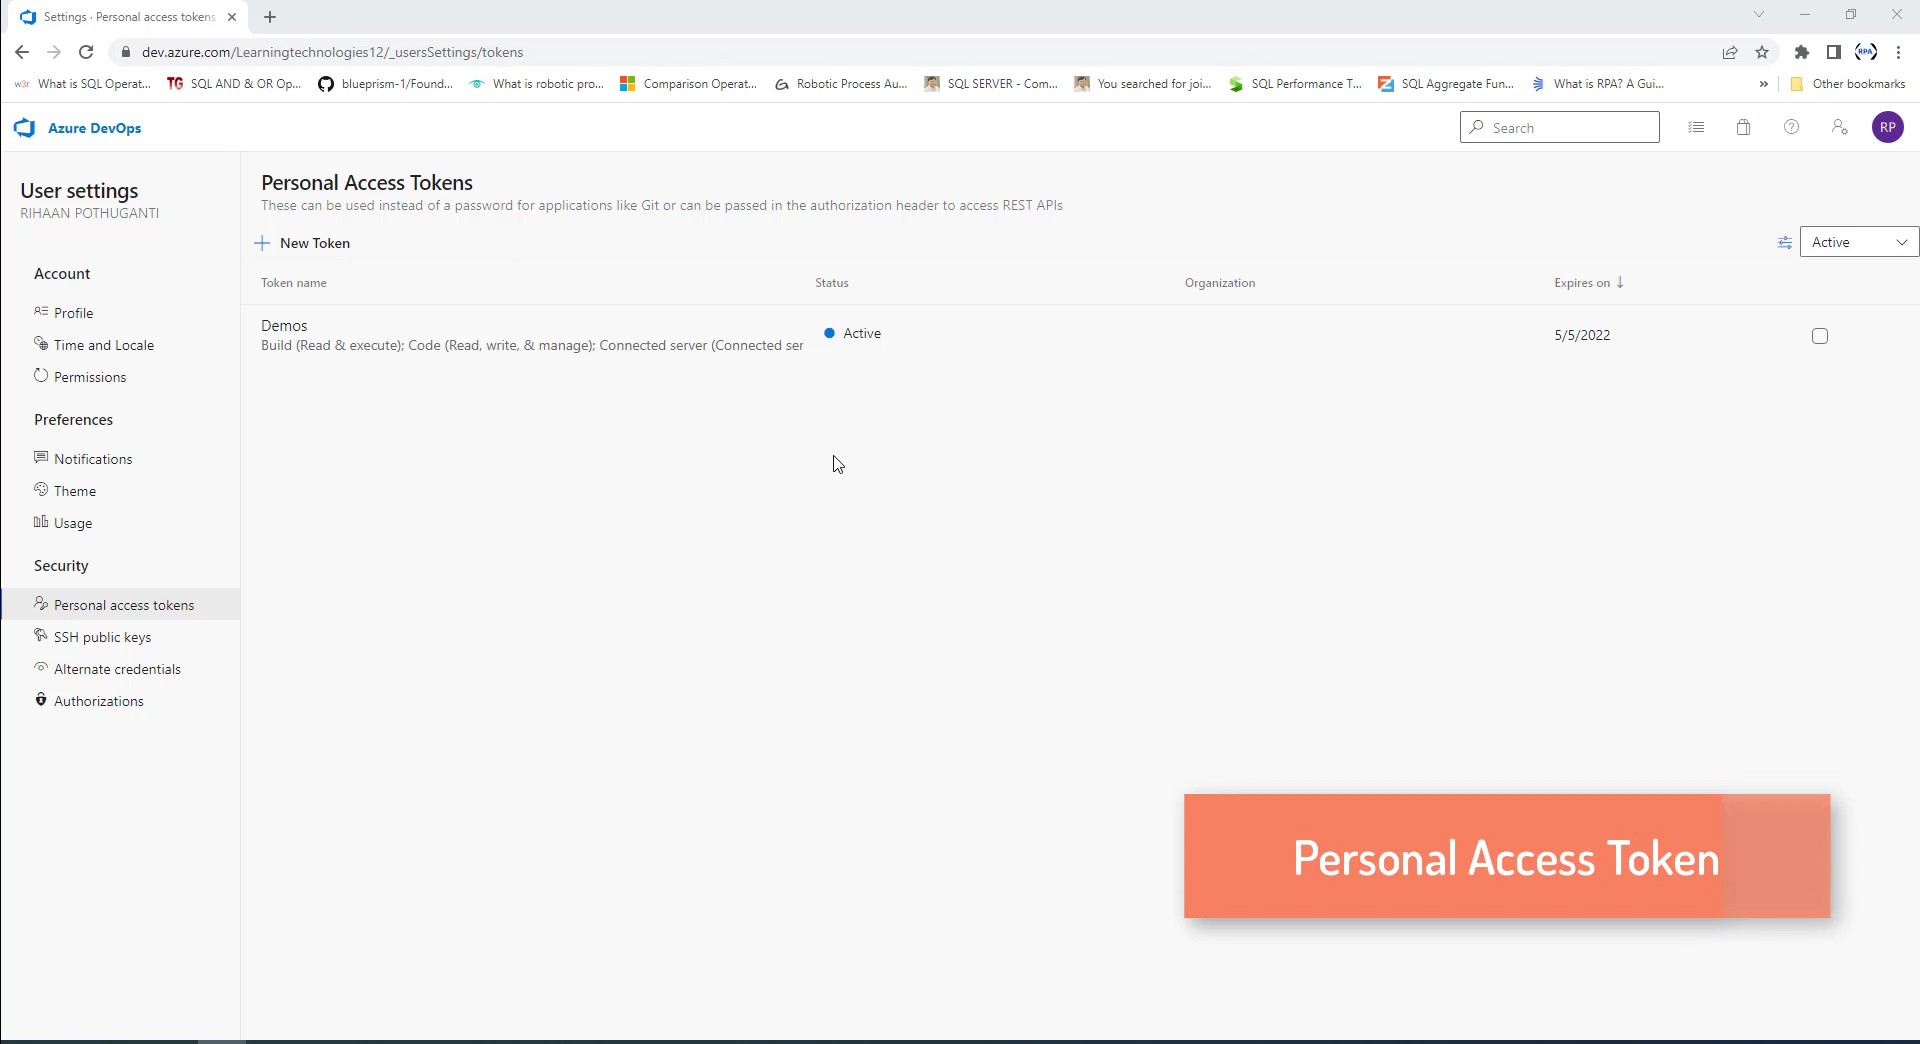 Settings · Personal access tokens
dev.azure.com/Learningtechnologies12/_usersSettings/tokens
w3r What is SQL Operat... TG SQL AND & OR Op... blueprism-1/Found... What is robotic pro... Comparison Operat... Robotic Process Au... SQL SERVER - Com... You searched for joi... SQL Performance T... SQL Aggregate Fun... What is RPA? A Gui... » Other bookmarks
Azure DevOps
Search
RP
User settings
RIHAAN POTHUGANTI
Account
Profile
Time and Locale
Permissions
Preferences
Notifications
Theme
Usage
Security
Personal access tokens
SSH public keys
Alternate credentials
Authorizations
Personal Access Tokens
These can be used instead of a password for applications like Git or can be passed in the authorization header to access REST APIs
New Token
Active
Token name Status Organization Expires on
Demos
Build (Read & execute); Code (Read, write, & manage); Connected server (Connected ser
Active
5/5/2022
Personal Access Token